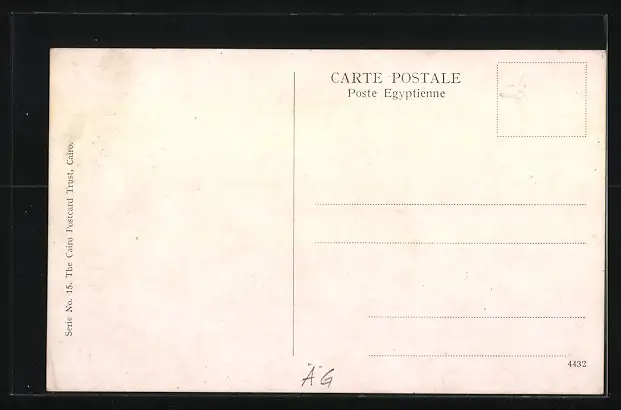 CARTE POSTALE
Poste Egyptienne
Serie No. 15. The Cairo Postcard Trust, Cairo.
4432
ÄG